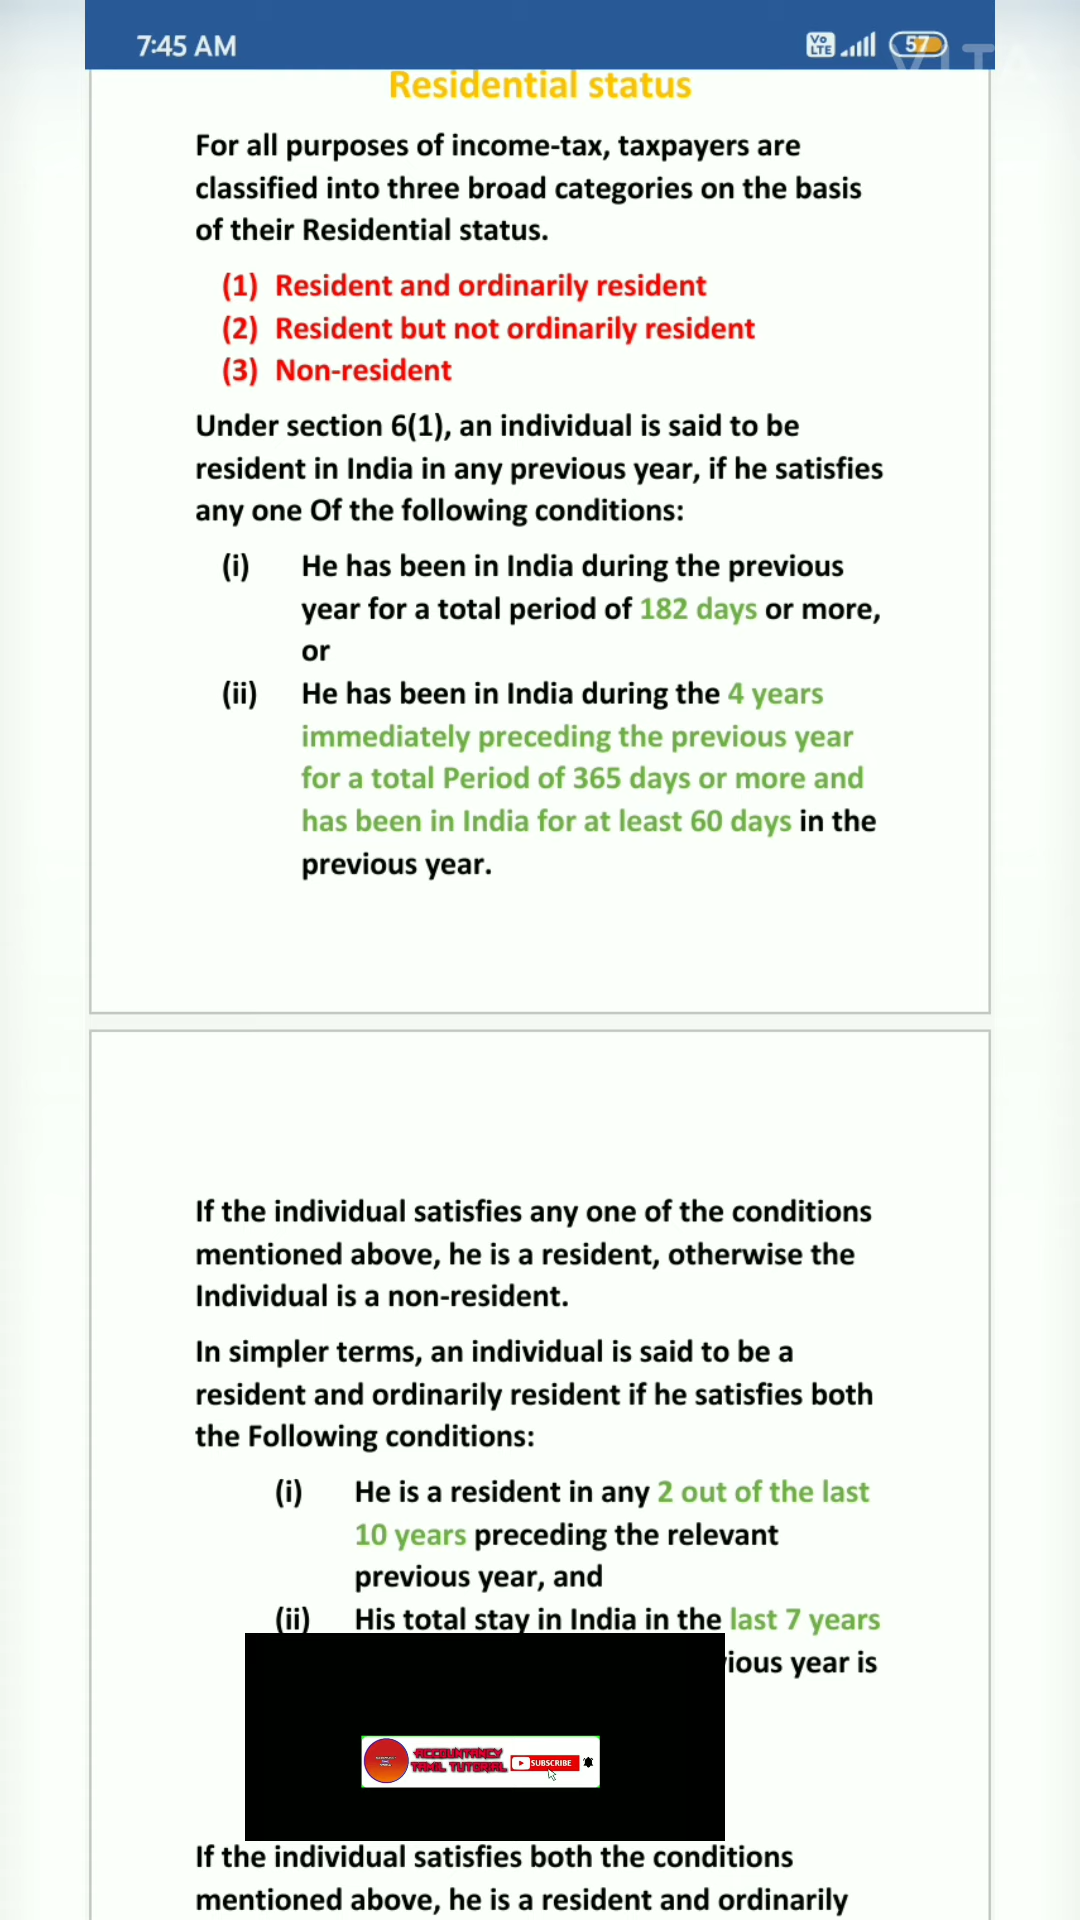 7:45 AM
Vo LTE
57
VITA
Residential status
For all purposes of income-tax, taxpayers are
classified into three broad categories on the basis
of their Residential status.
(1) Resident and ordinarily resident
(2) Resident but not ordinarily resident
(3) Non-resident
Under section 6(1), an individual is said to be
resident in India in any previous year, if he satisfies
any one Of the following conditions:
(i) He has been in India during the previous
year for a total period of 182 days or more,
or
(ii) He has been in India during the 4 years
immediately preceding the previous year
for a total Period of 365 days or more and
has been in India for at least 60 days in the
previous year.
If the individual satisfies any one of the conditions
mentioned above, he is a resident, otherwise the
Individual is a non-resident.
In simpler terms, an individual is said to be a
resident and ordinarily resident if he satisfies both
the Following conditions:
(i) He is a resident in any 2 out of the last
10 years preceding the relevant
previous year, and
(ii) His total stay in India in the last 7 years
ious year is
ACCOUNTANCY
TAMIL TUTORIAL
SUBSCRIBE
If the individual satisfies both the conditions
mentioned above, he is a resident and ordinarily